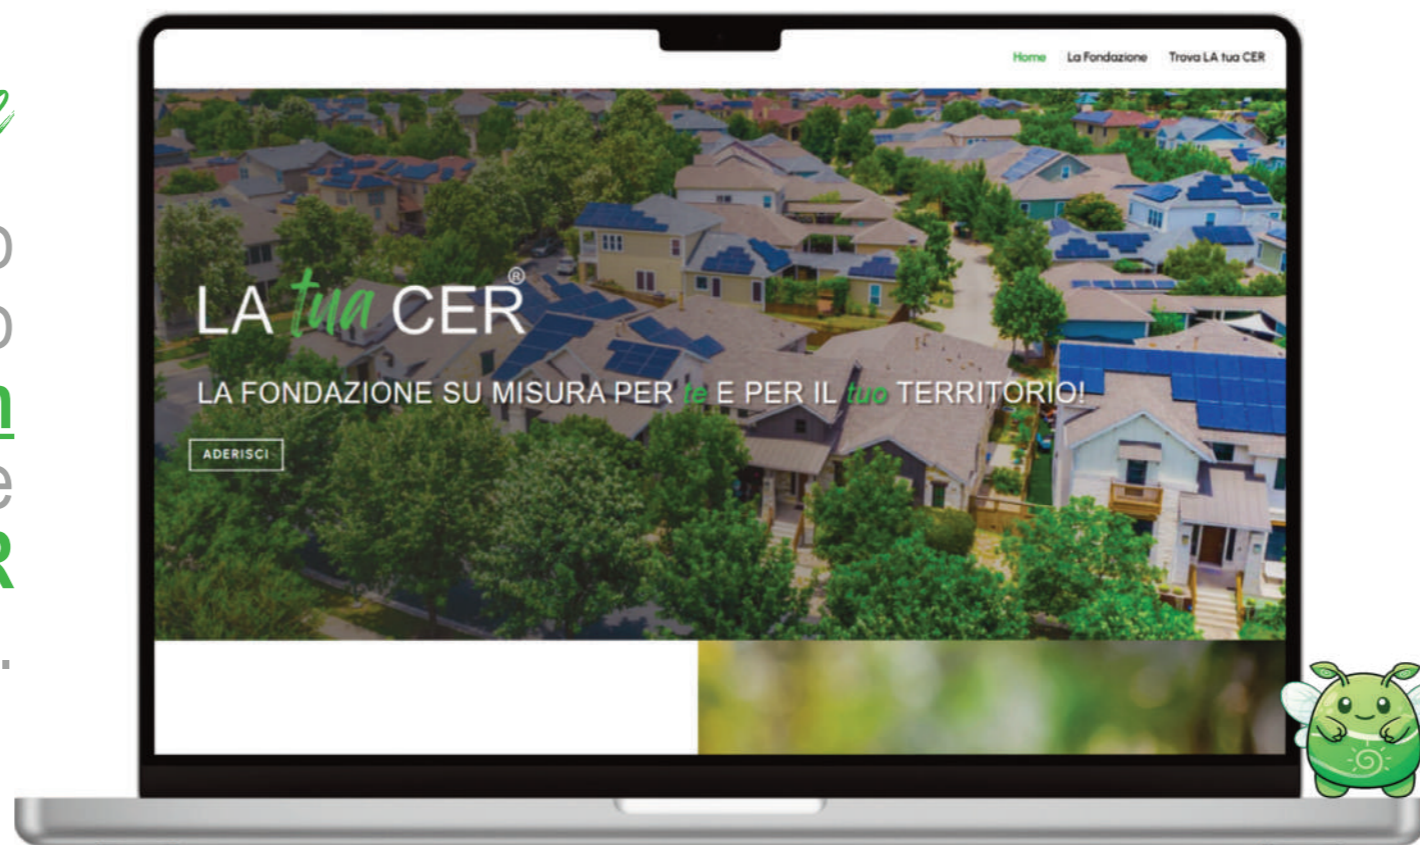 Home La Fondazione Trova LA tua CER
LA tua CER®
LA FONDAZIONE SU MISURA PER te E PER IL tuo TERRITORIO!
ADERISCI